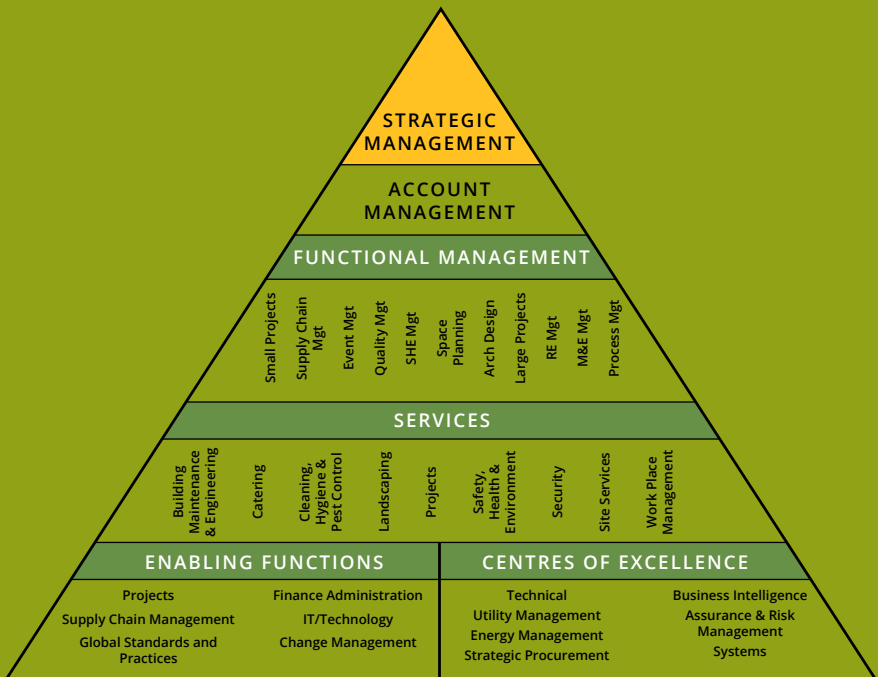 STRATEGIC
MANAGEMENT
ACCOUNT
MANAGEMENT
FUNCTIONAL MANAGEMENT
Small Projects
Supply Chain
Mgt
Event Mgt
Quality Mgt
SHE Mgt
Space
Planning
Arch Design
Large Projects
RE Mgt
M&E Mgt
Process Mgt
SERVICES
Building
Maintenance
& Engineering
Catering
Cleaning,
Hygiene &
Pest Control
Landscaping
Projects
Safety,
Health &
Environment
Security
Site Services
Work Place
Management
ENABLING FUNCTIONS
Projects
Supply Chain Management
Global Standards and
Practices
Finance Administration
IT/Technology
Change Management
CENTRES OF EXCELLENCE
Technical
Utility Management
Energy Management
Strategic Procurement
Business Intelligence
Assurance & Risk
Management
Systems